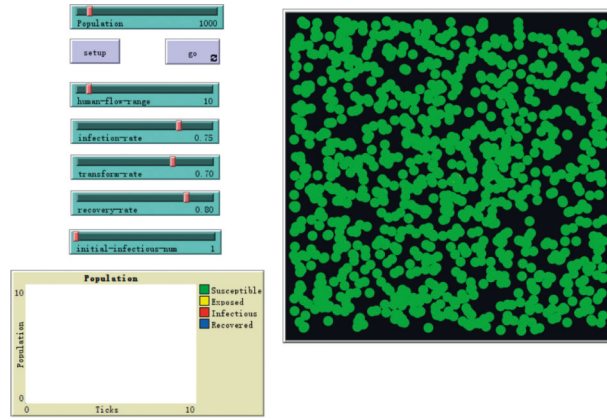 Population 1000
setup
go
human-flow-range 10
infection-rate 0.75
transform-rate 0.70
recovery-rate 0.80
initial-infectious-num 1
Population
10
Population
0
0 Ticks 10
Susceptible
Exposed
Infectious
Recovered